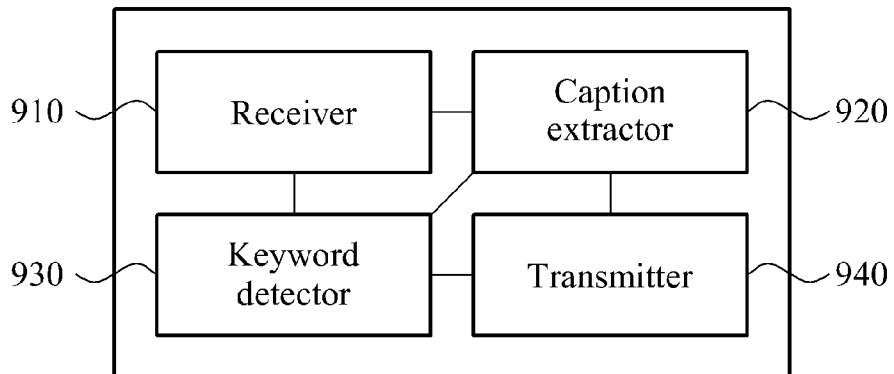 910
Receiver
Caption
extractor
920
930
Keyword
detector
Transmitter
940